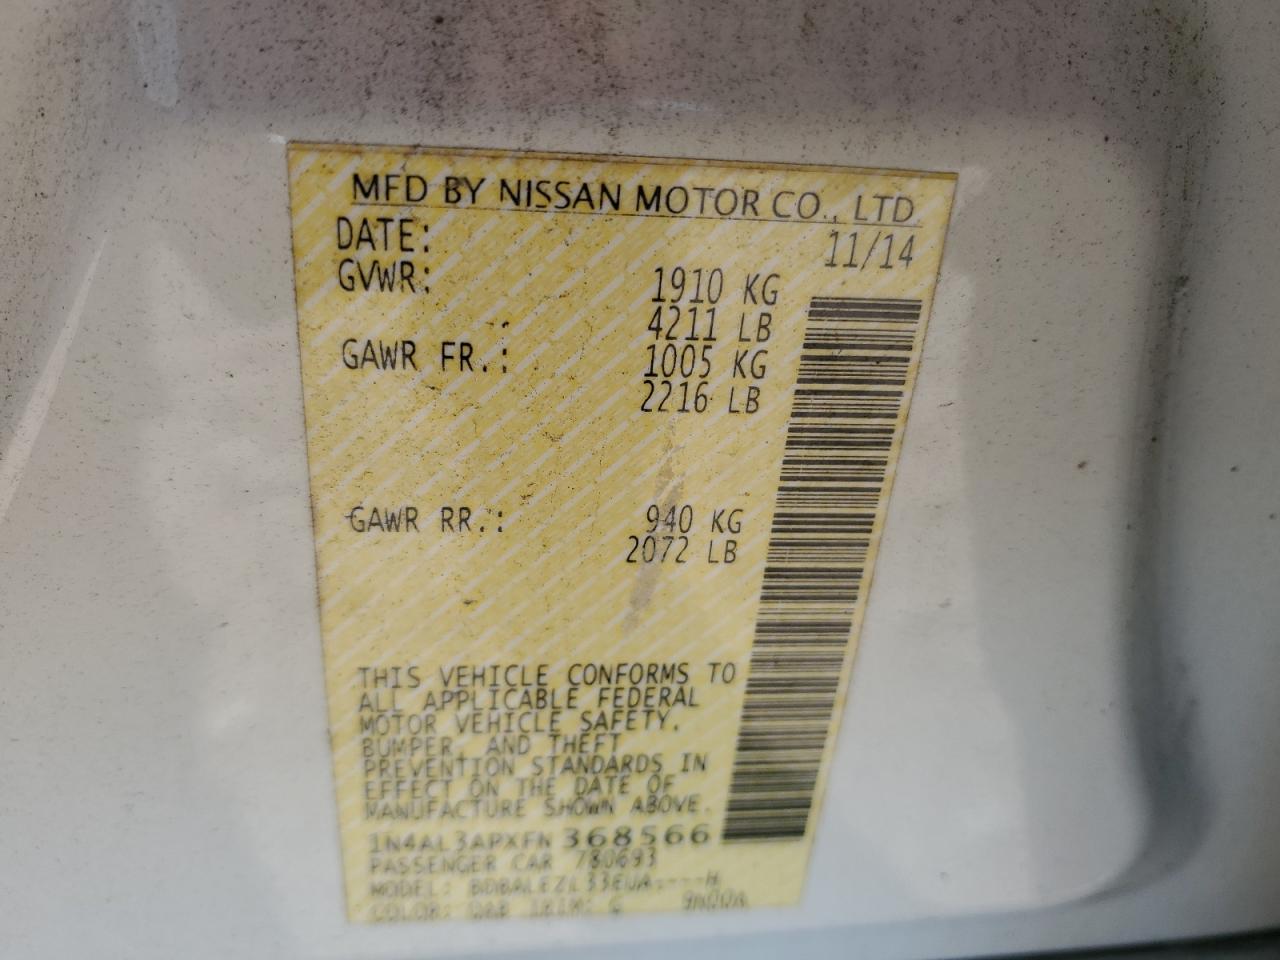 MFD BY NISSAN MOTOR CO., LTD.
DATE: 11/14
GVWR: 1910 KG
4211 LB
GAWR FR.: 1005 KG
2216 LB
GAWR RR.: 940 KG
2072 LB
THIS VEHICLE CONFORMS TO
ALL APPLICABLE FEDERAL
MOTOR VEHICLE SAFETY,
BUMPER, AND THEFT
PREVENTION STANDARDS IN
EFFECT ON THE DATE OF
MANUFACTURE SHOWN ABOVE.
1N4AL3APXFN368566
PASSENGER CAR 780693
MODEL:
COLOR: TRIM: G